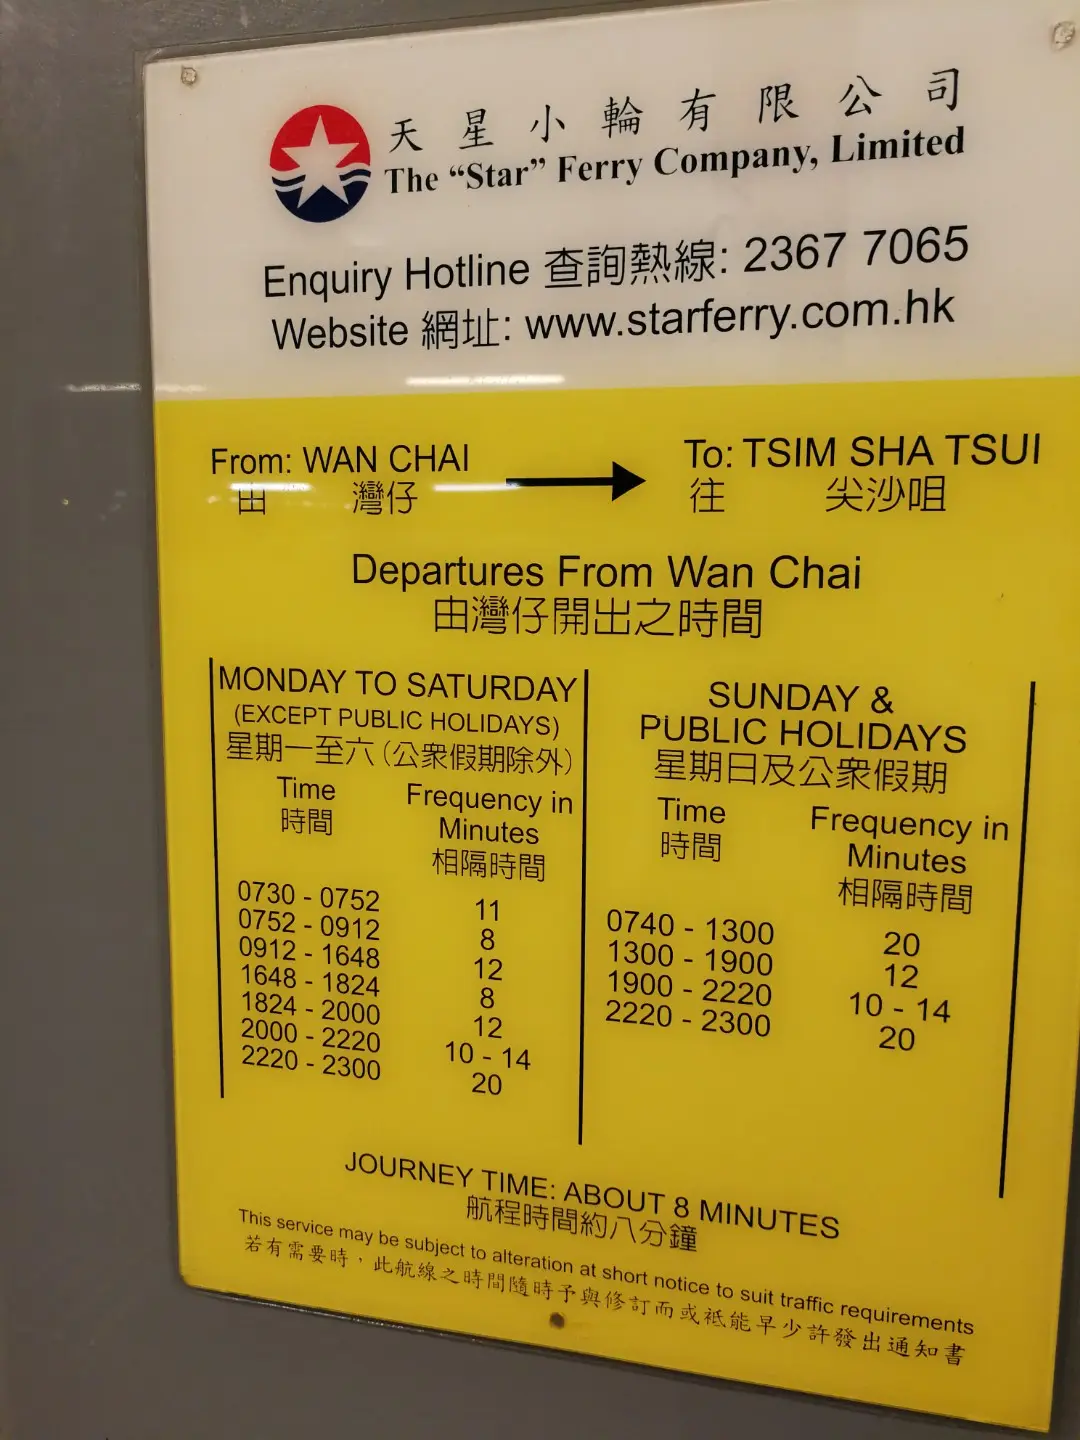 天星小輪有限公司
The “Star” Ferry Company, Limited
Enquiry Hotline 查詢熱線: 2367 7065
Website 網址: www.starferry.com.hk
From: WAN CHAI
由 灣仔
To: TSIM SHA TSUI
往 尖沙咀
Departures From Wan Chai
由灣仔開出之時間
MONDAY TO SATURDAY
(EXCEPT PUBLIC HOLIDAYS)
星期一至六(公衆假期除外)
Time
時間
Frequency in
Minutes
相隔時間
0730 - 0752 11
0752 - 0912 8
0912 - 1648 12
1648 - 1824 8
1824 - 2000 12
2000 - 2220 10 - 14
2220 - 2300 20
SUNDAY &
PUBLIC HOLIDAYS
星期日及公衆假期
Time
時間
Frequency in
Minutes
相隔時間
0740 - 1300 20
1300 - 1900 12
1900 - 2220 10 - 14
2220 - 2300 20
JOURNEY TIME: ABOUT 8 MINUTES
航程時間約八分鐘
This service may be subject to alteration at short notice to suit traffic requirements
若有需要時，此航線之時間隨時予與修訂而或祗能早少許發出通知書